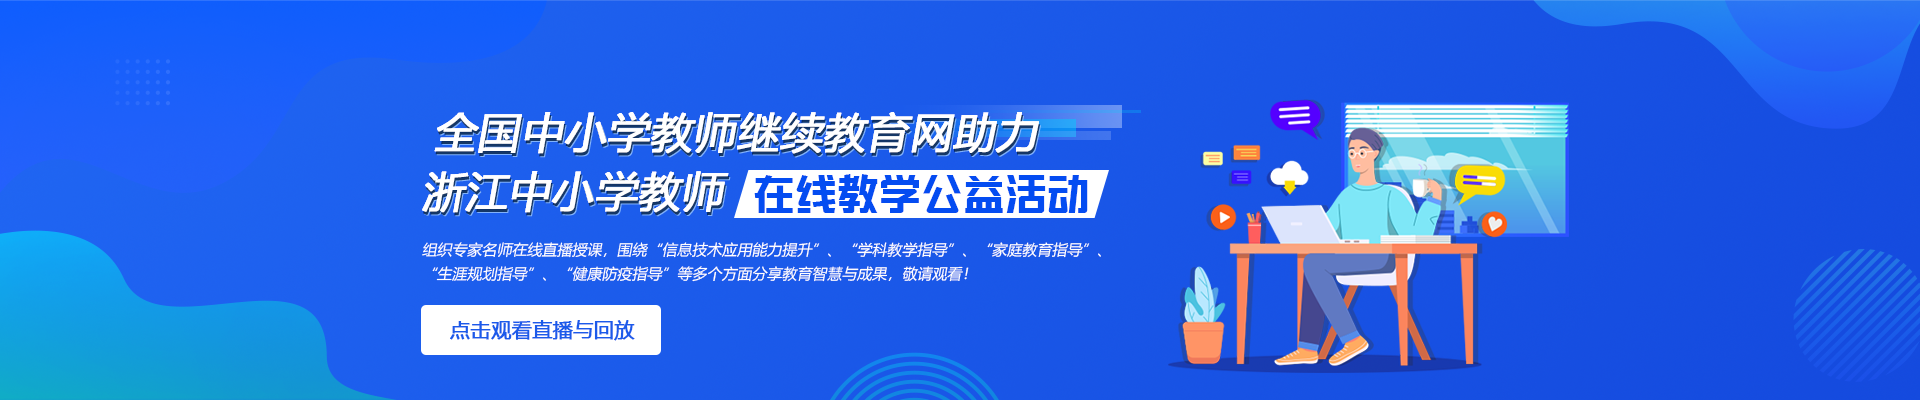 全国中小学教师继续教育网助力
浙江中小学教师 在线教学公益活动
组织专家名师在线直播授课，围绕“信息技术应用能力提升”、“学科教学指导”、“家庭教育指导”、
“生涯规划指导”、“健康防疫指导”等多个方面分享教育智慧与成果，敬请观看！
点击观看直播与回放